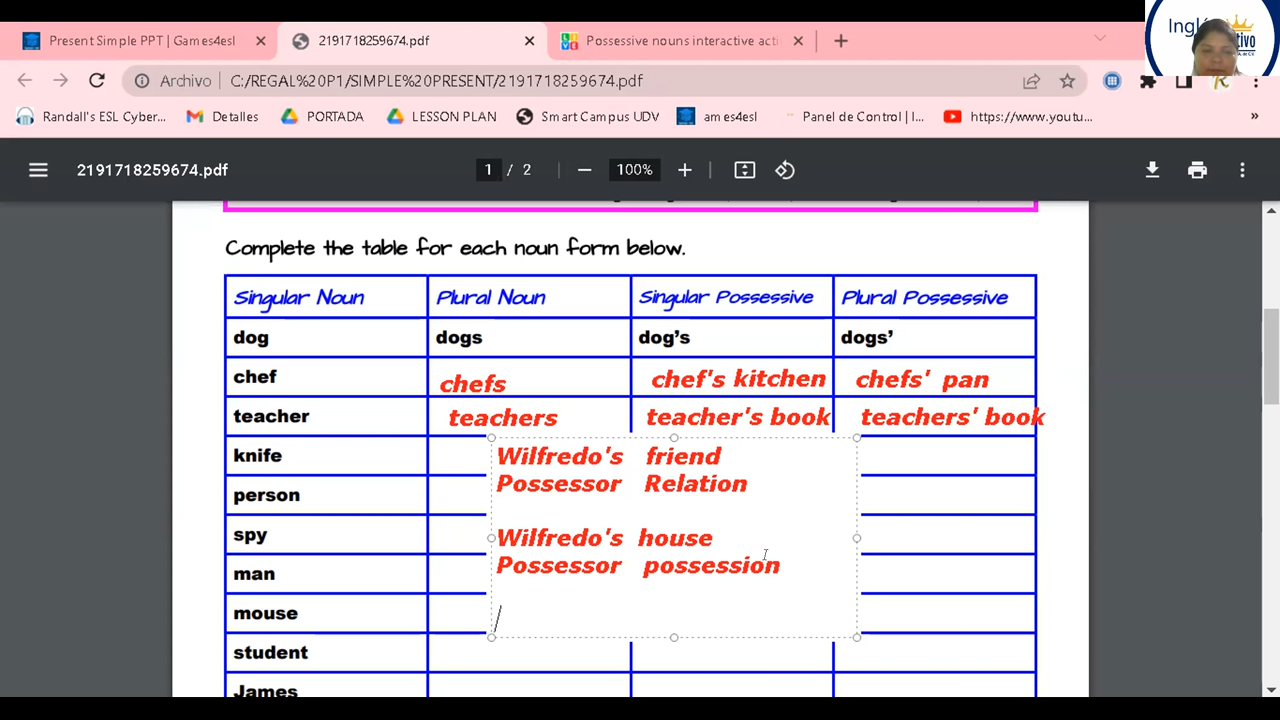 Present Simple PPT | Games4esl
2191718259674.pdf
LIVE Possessive nouns interactive acti
Archivo C:/REGAL%20P1/SIMPLE%20PRESENT/2191718259674.pdf
Randall's ESL Cyber... Detalles PORTADA LESSON PLAN Smart Campus UDV ames4esl Panel de Control | I... https://www.youtu... »
2191718259674.pdf 1 / 2 100%
Complete the table for each noun form below.
Singular Noun Plural Noun Singular Possessive Plural Possessive
dog dogs dog's dogs'
chef chefs chef's kitchen chefs' pan
teacher teachers teacher's book teachers' book
knife
person
spy
man
mouse
student
James
Wilfredo's friend
Possessor Relation
Wilfredo's house
Possessor possession